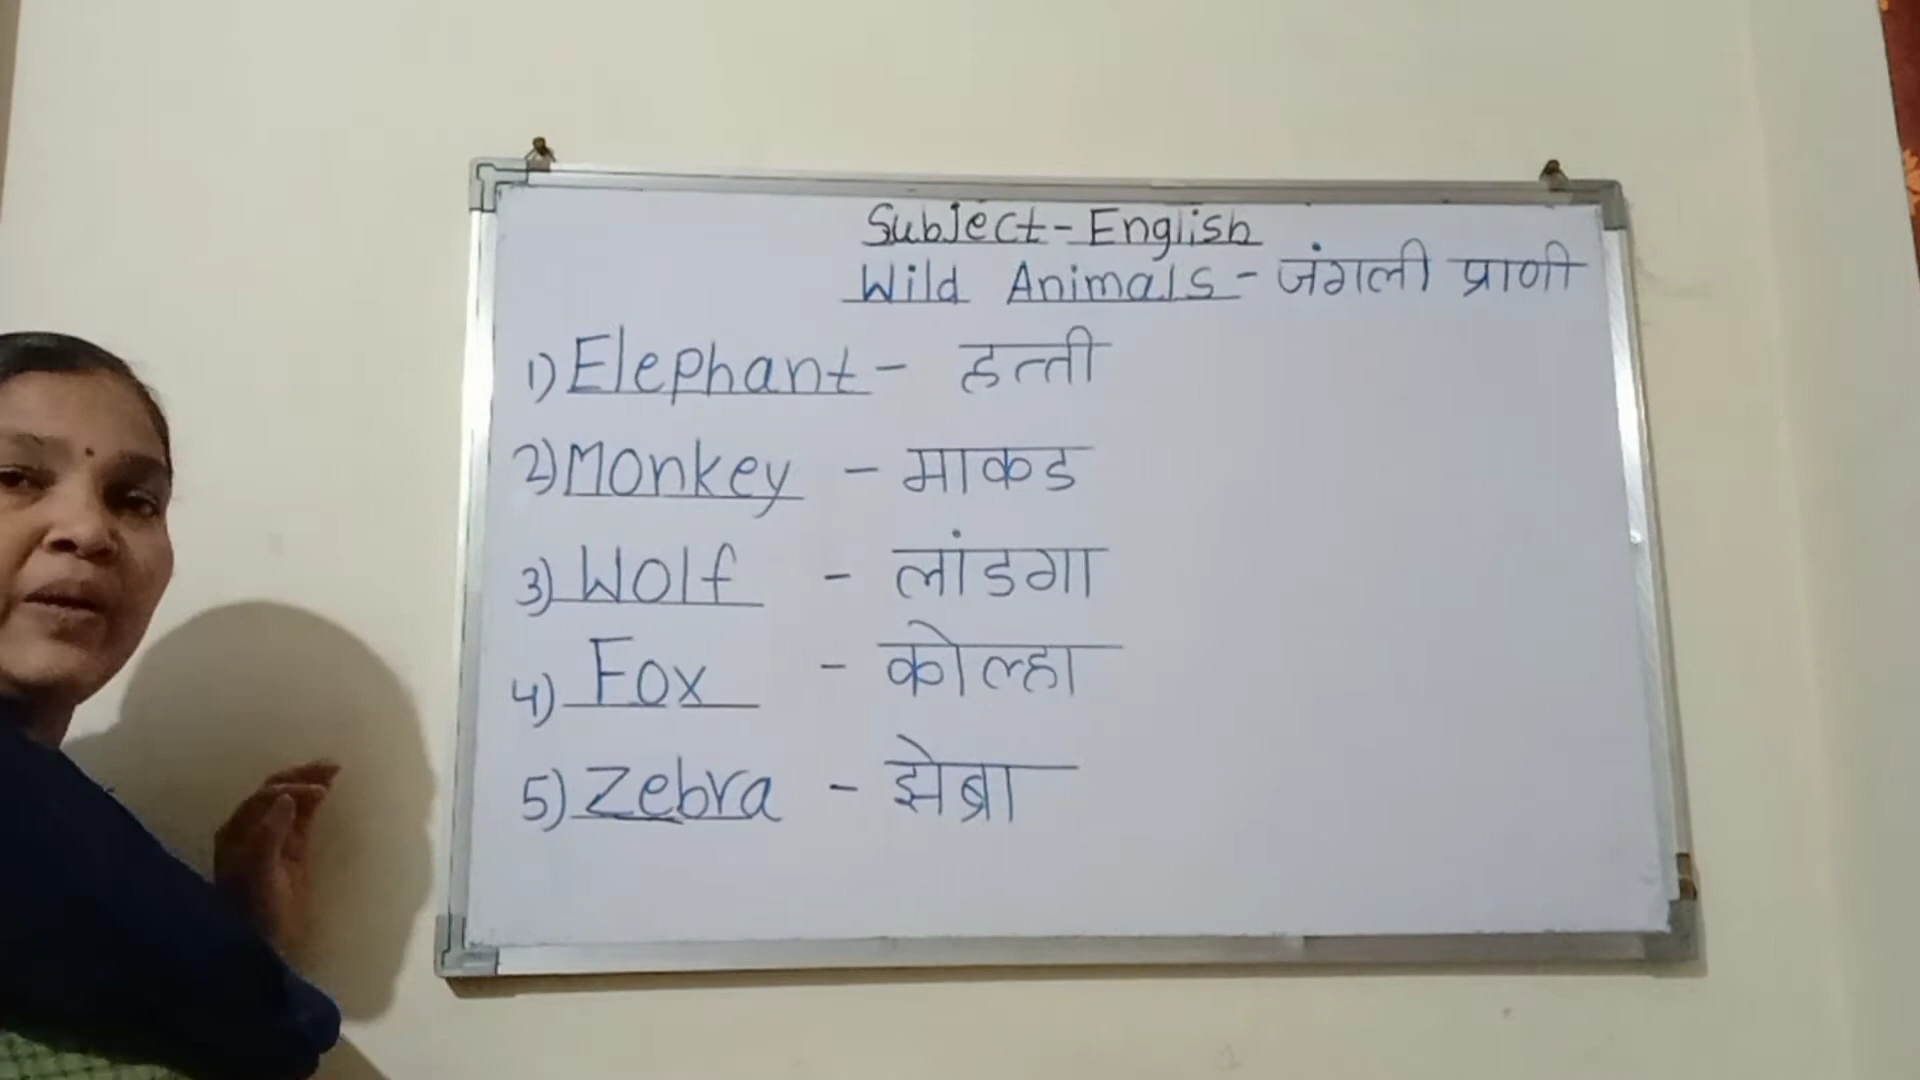 Subject-English
Wild Animals - जंगली प्राणी
1) Elephant - हत्ती
2) Monkey - माकड
3) Wolf - लांडगा
4) Fox - कोल्हा
5) Zebra - झेब्रा